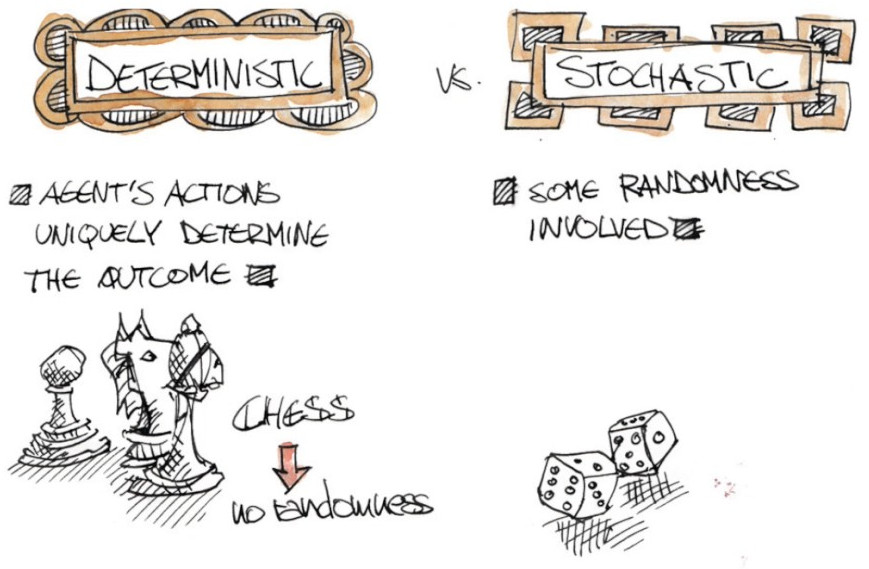 DETERMINISTIC
VS.
STOCHASTIC
AGENT'S ACTIONS
UNIQUELY DETERMINE
THE OUTCOME
SOME RANDOMNESS
INVOLVED
CHESS
no randomness